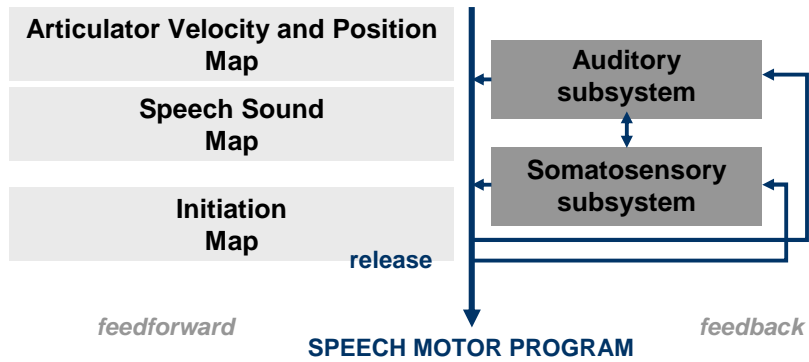 Articulator Velocity and Position
Map
Speech Sound
Map
Initiation
Map
release
Auditory
subsystem
Somatosensory
subsystem
feedforward
feedback
SPEECH MOTOR PROGRAM